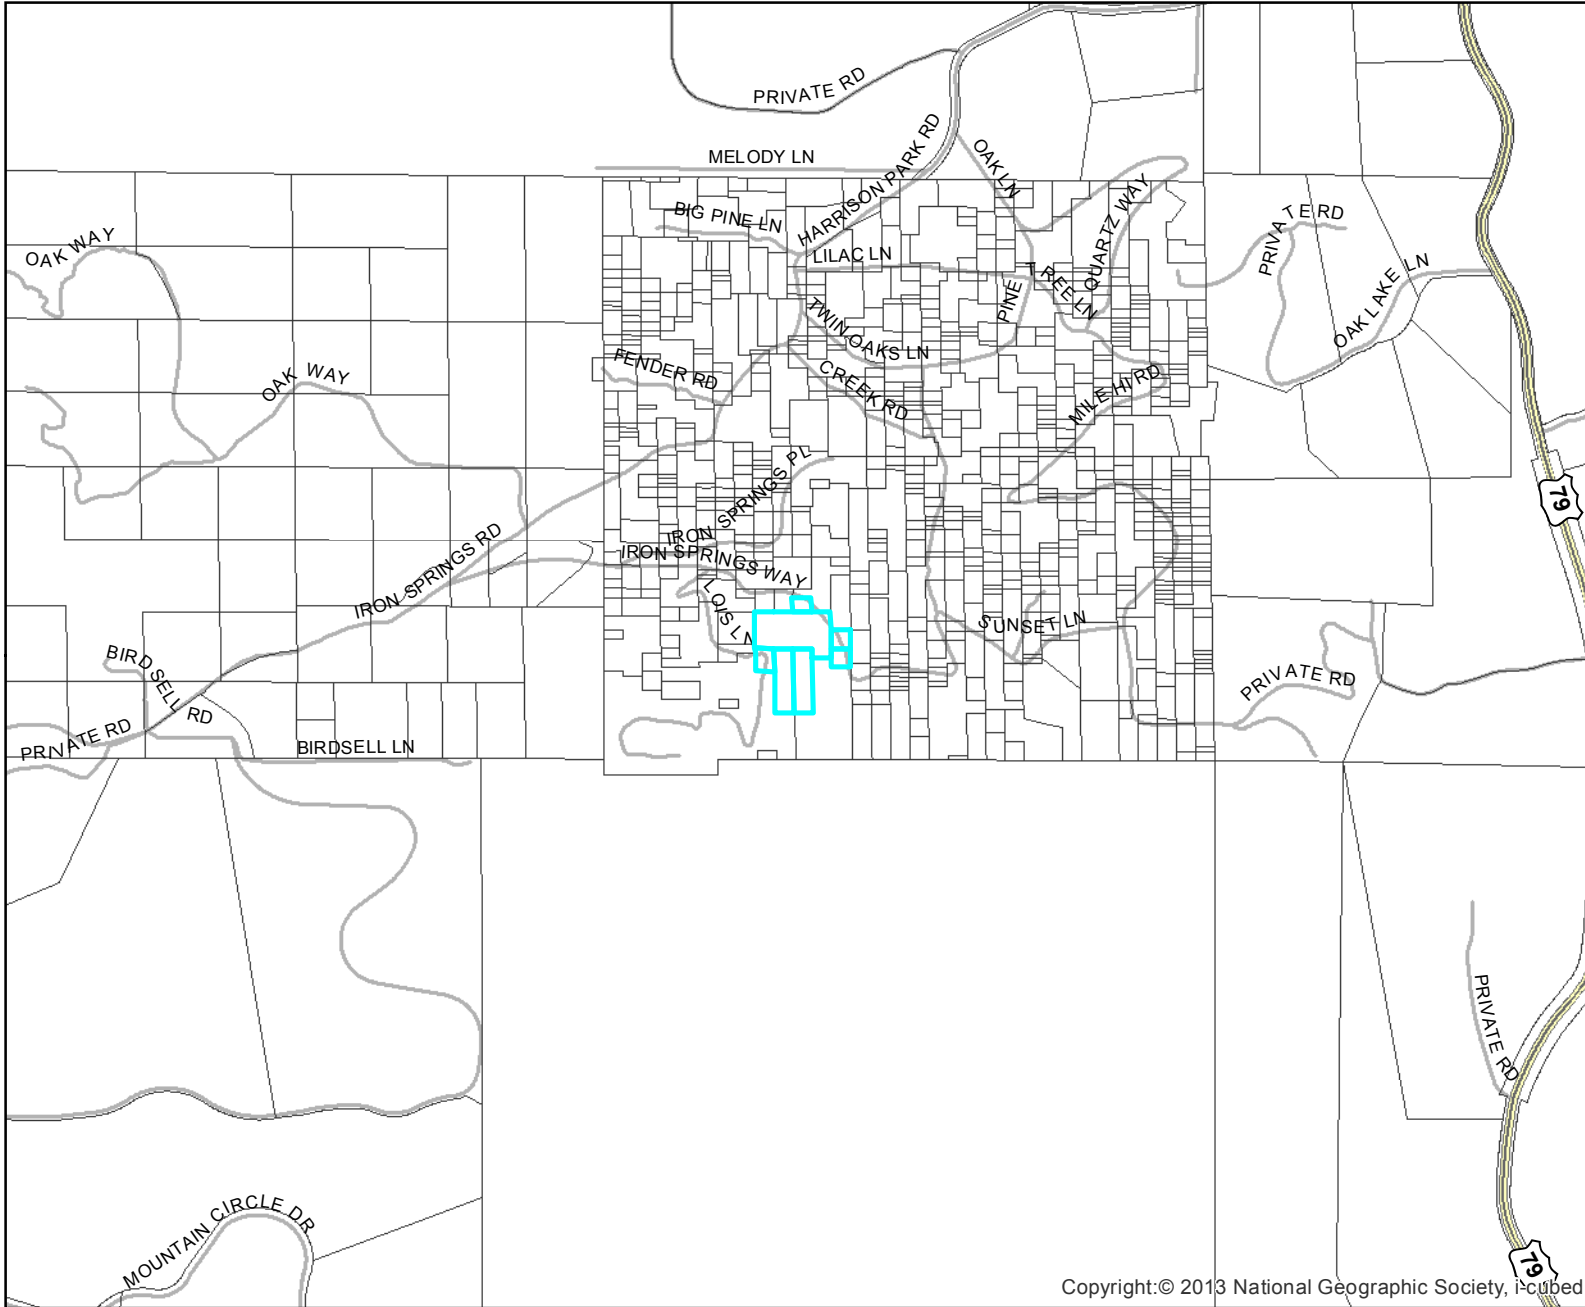 PRIVATE RD
MELODY LN
HARRISON PARK RD
OAK LN
BIG PINE LN
QUARTZ WAY
PRIVATE RD
OAK WAY
LILAC LN
PINE TREE LN
OAK LAKE LN
TWIN OAKS LN
FENDER RD
OAK WAY
CREEK RD
MILE HI RD
IRON SPRINGS PL
79
IRON SPRINGS RD
IRON SPRINGS WAY
LOIS LN
SUNSET LN
BIRDSELL RD
PRIVATE RD
PRIVATE RD
BIRDSELL LN
PRIVATE RD
MOUNTAIN CIRCLE DR
79
Copyright:© 2013 National Geographic Society, i-cubed